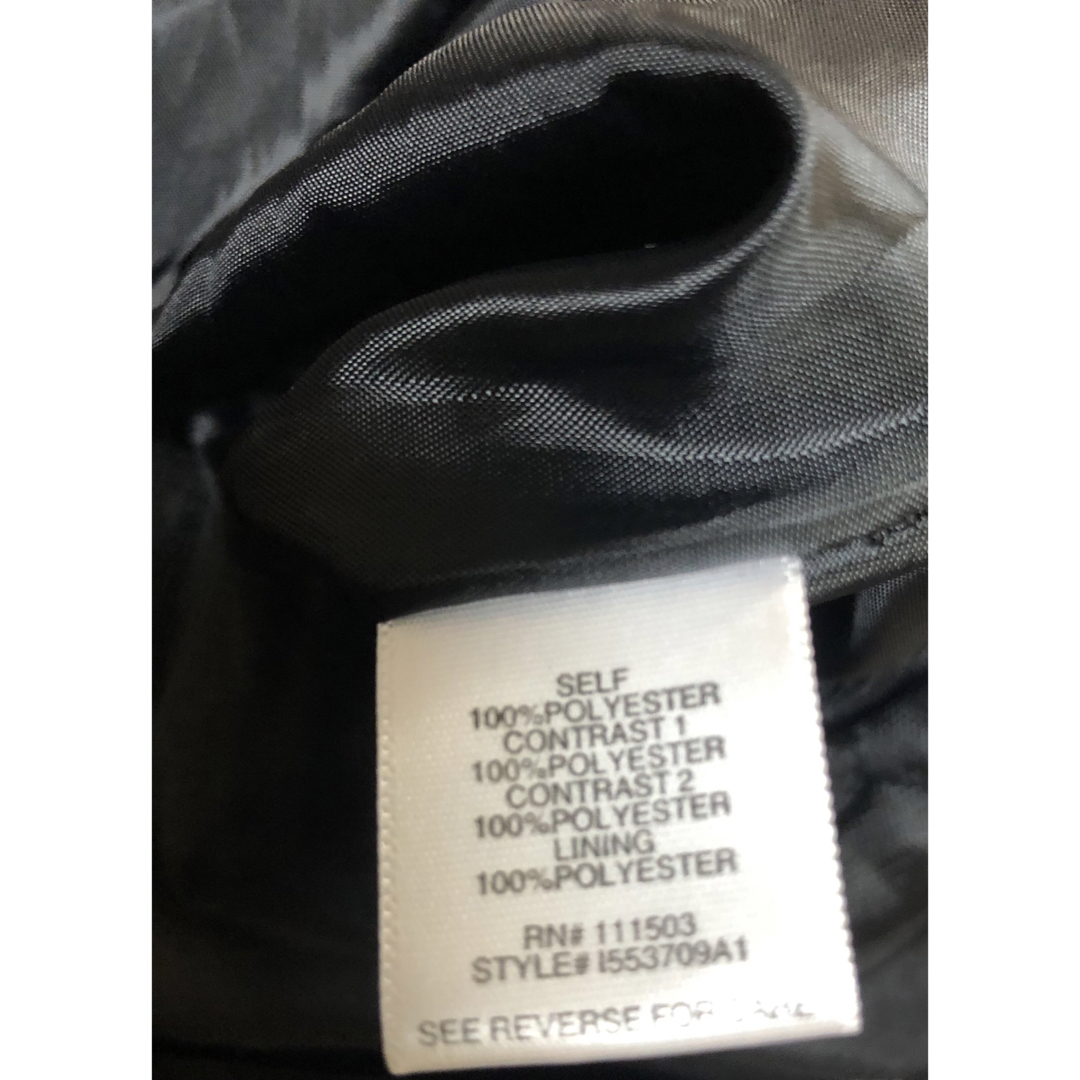 SELF
100%POLYESTER
CONTRAST 1
100%POLYESTER
CONTRAST 2
100%POLYESTER
LINING
100%POLYESTER
RN# 111503
STYLE# I553709A1
SEE REVERSE FOR